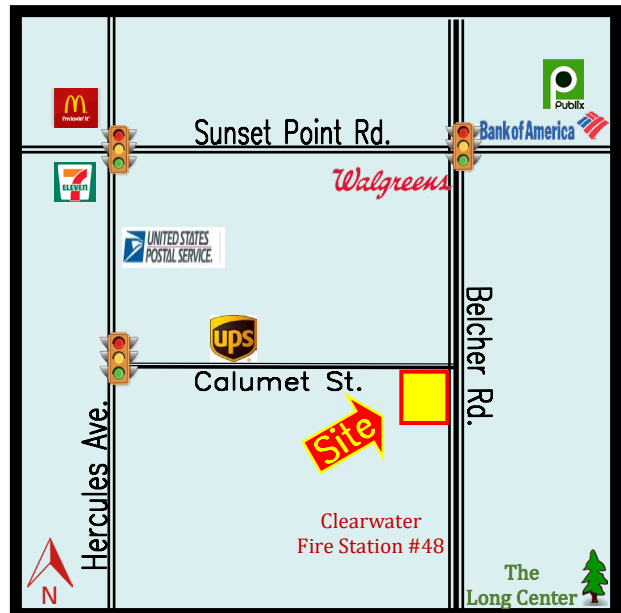 Publix
i'm lovin' it®
Sunset Point Rd.
Bank of America
7
ELEVEN
Walgreens
UNITED STATES
POSTAL SERVICE.
ups
Belcher Rd.
Calumet St.
Site
Hercules Ave.
Clearwater
Fire Station #48
The
Long Center
N